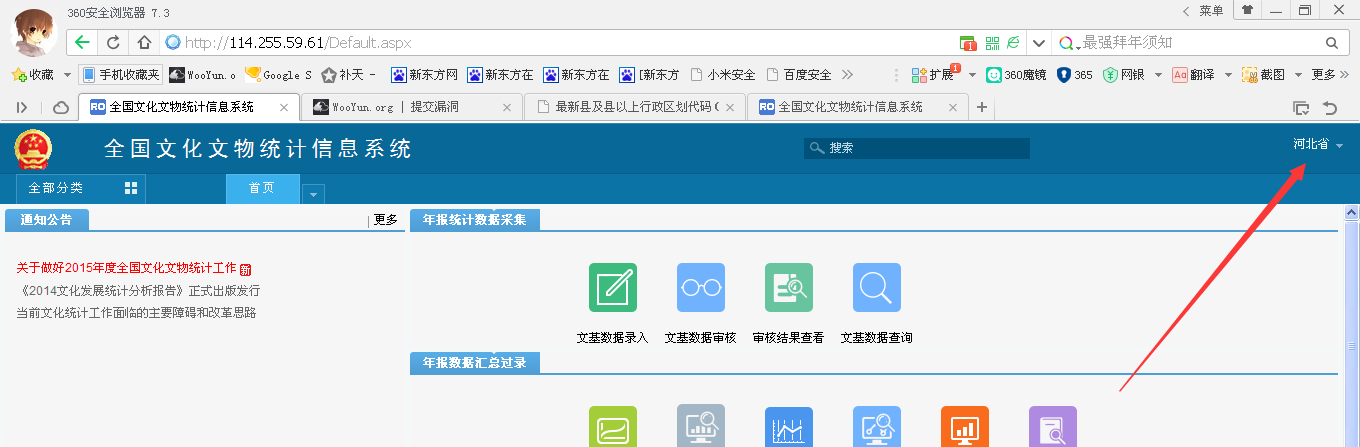 360安全浏览器 7.3
菜单
http://114.255.59.61/Default.aspx
1
最强拜年须知
收藏 手机收藏夹 WooYun.o Google S 补天 - 新东方网 新东方在 新东方在 [新东方 小米安全 百度安全 扩展 1 360魔镜 365 网银 Aa 翻译 截图 更多
RO 全国文化文物统计信息系统 WooYun.org | 提交漏洞 最新县及县以上行政区划代码 ( RO 全国文化文物统计信息系统
全国文化文物统计信息系统
搜索
河北省
全部分类 首页
通知公告 更多
年报统计数据采集
关于做好2015年度全国文化文物统计工作 新
《2014文化发展统计分析报告》正式出版发行
当前文化统计工作面临的主要障碍和改革思路
文基数据录入 文基数据审核 审核结果查看 文基数据查询
年报数据汇总过录